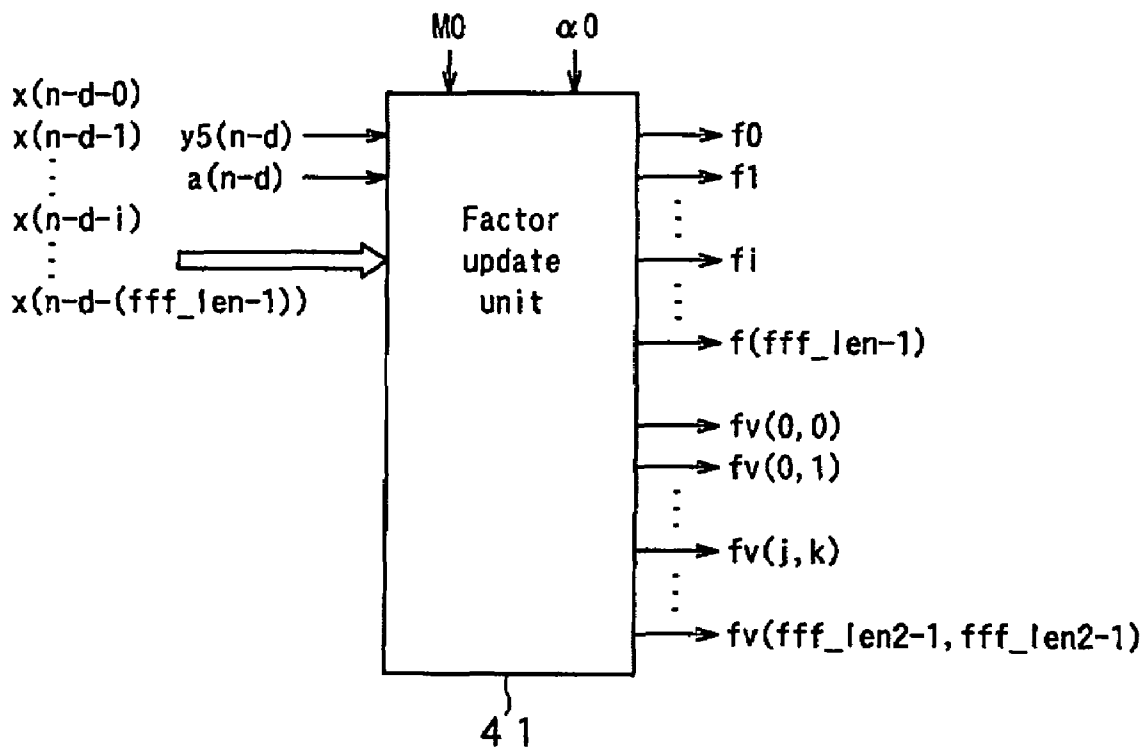 M0
α0
x(n-d-0)
x(n-d-1)
x(n-d-i)
x(n-d-(fff_len-1))
y5(n-d)
a(n-d)
Factor
update
unit
f0
f1
fi
f(fff_len-1)
fv(0,0)
fv(0,1)
fv(j,k)
fv(fff_len2-1,fff_len2-1)
41